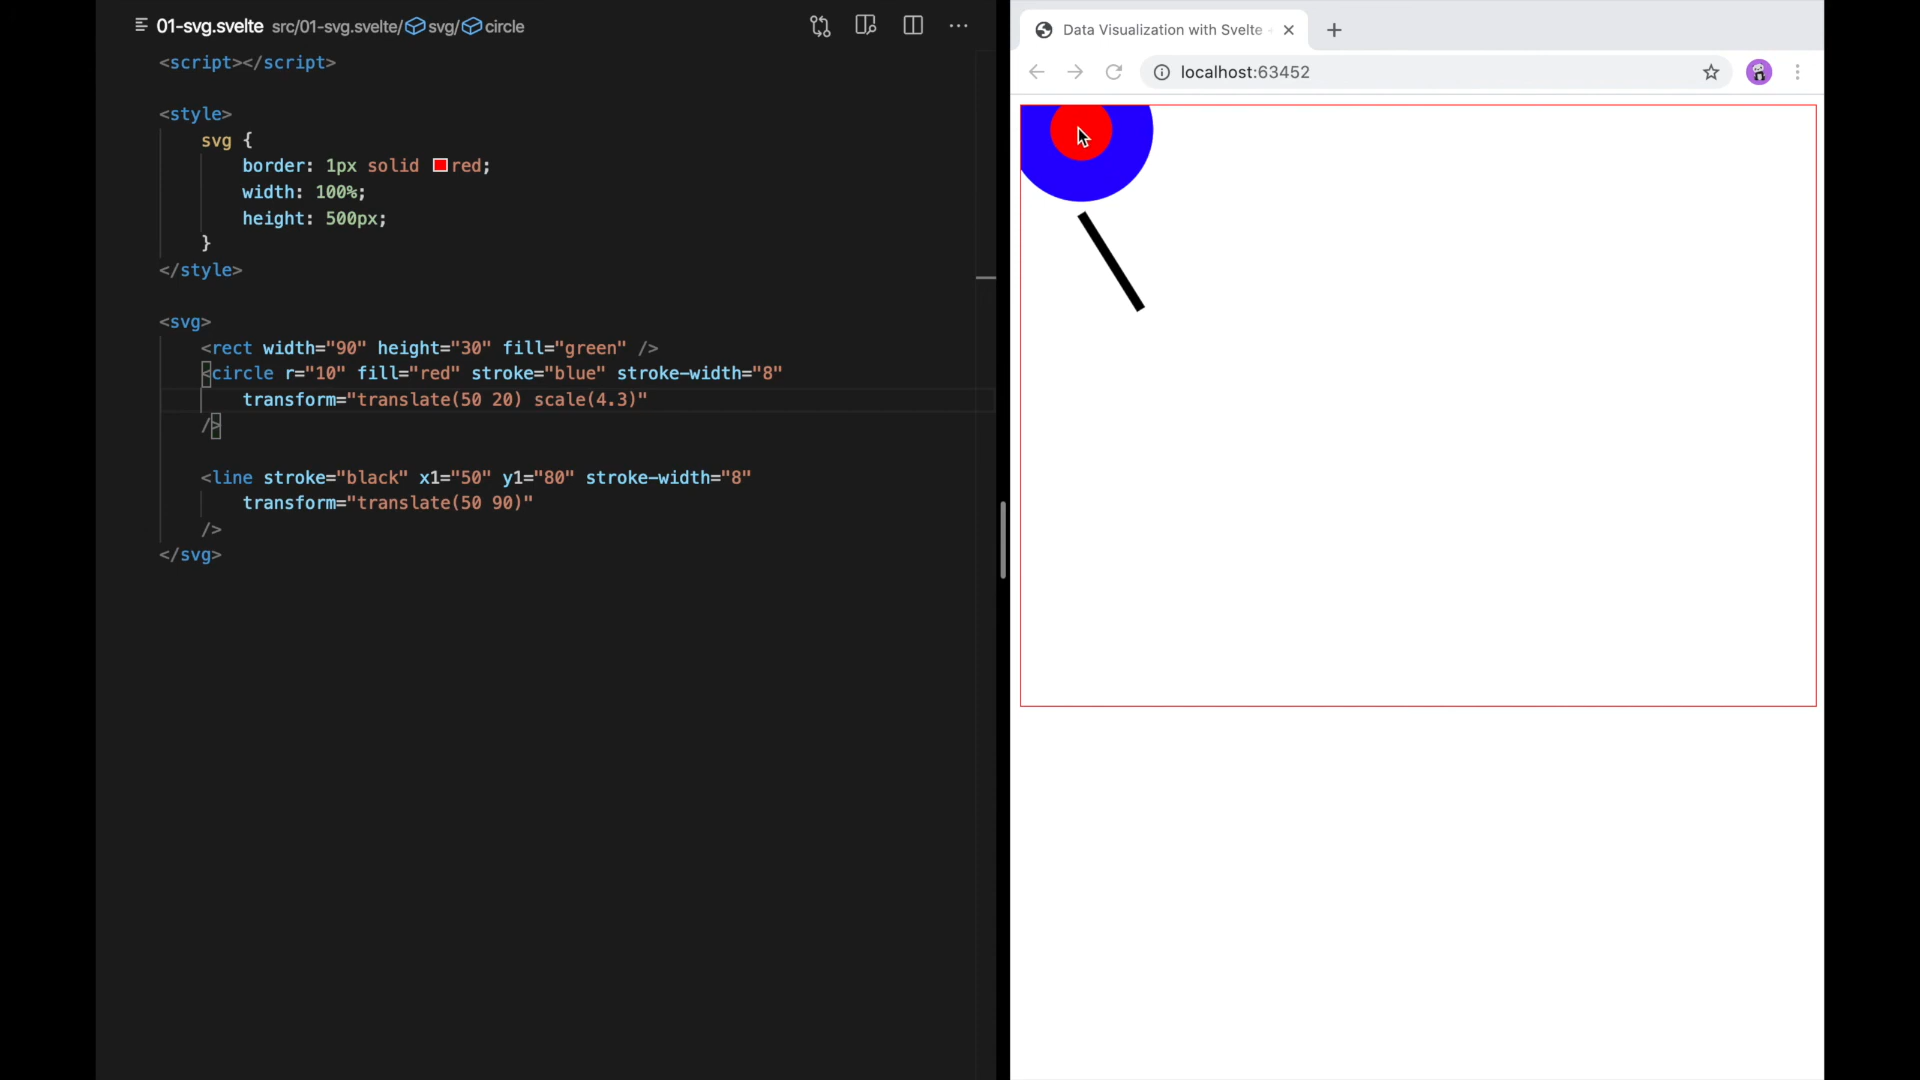 01-svg.svelte src/01-svg.svelte/svg/circle
<script></script>
<style>
svg {
border: 1px solid red;
width: 100%;
height: 500px;
}
</style>
<svg>
<rect width="90" height="30" fill="green" />
<circle r="10" fill="red" stroke="blue" stroke-width="8"
transform="translate(50 20) scale(4.3)"
/>
<line stroke="black" x1="50" y1="80" stroke-width="8"
transform="translate(50 90)"
/>
</svg>
Data Visualization with Svelte
localhost:63452